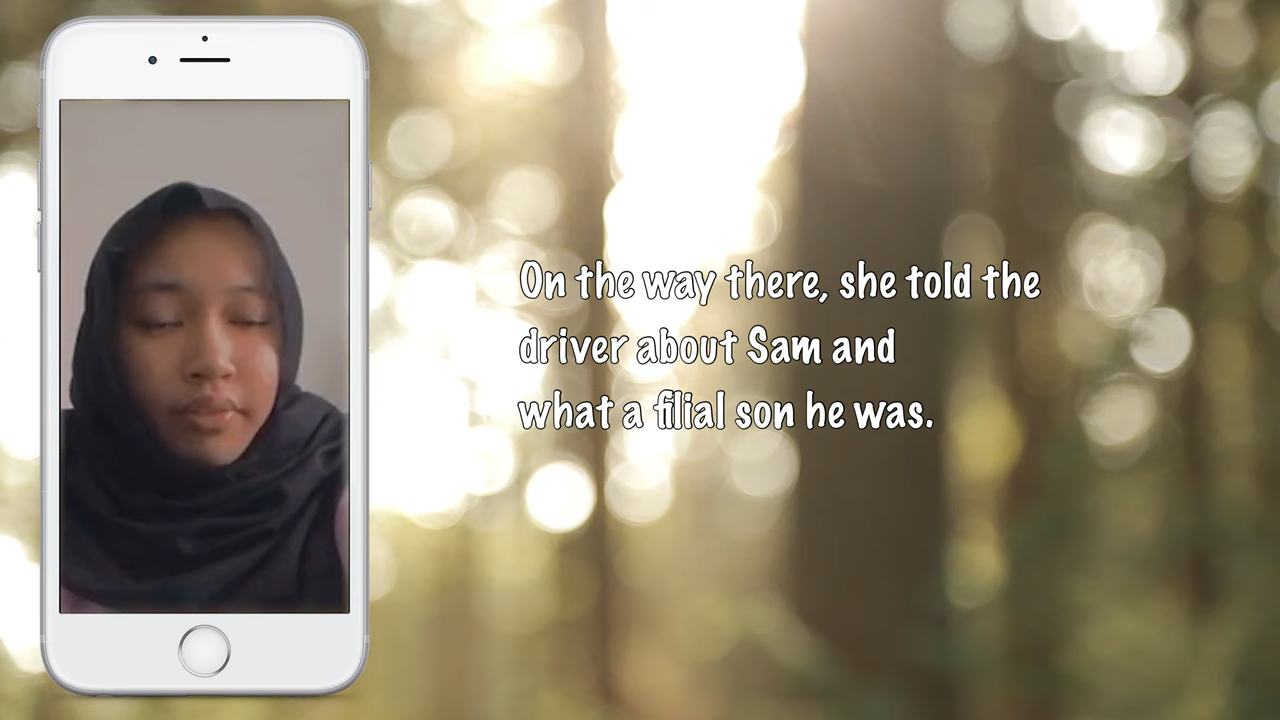 On the way there, she told the
driver about Sam and
what a filial son he was.